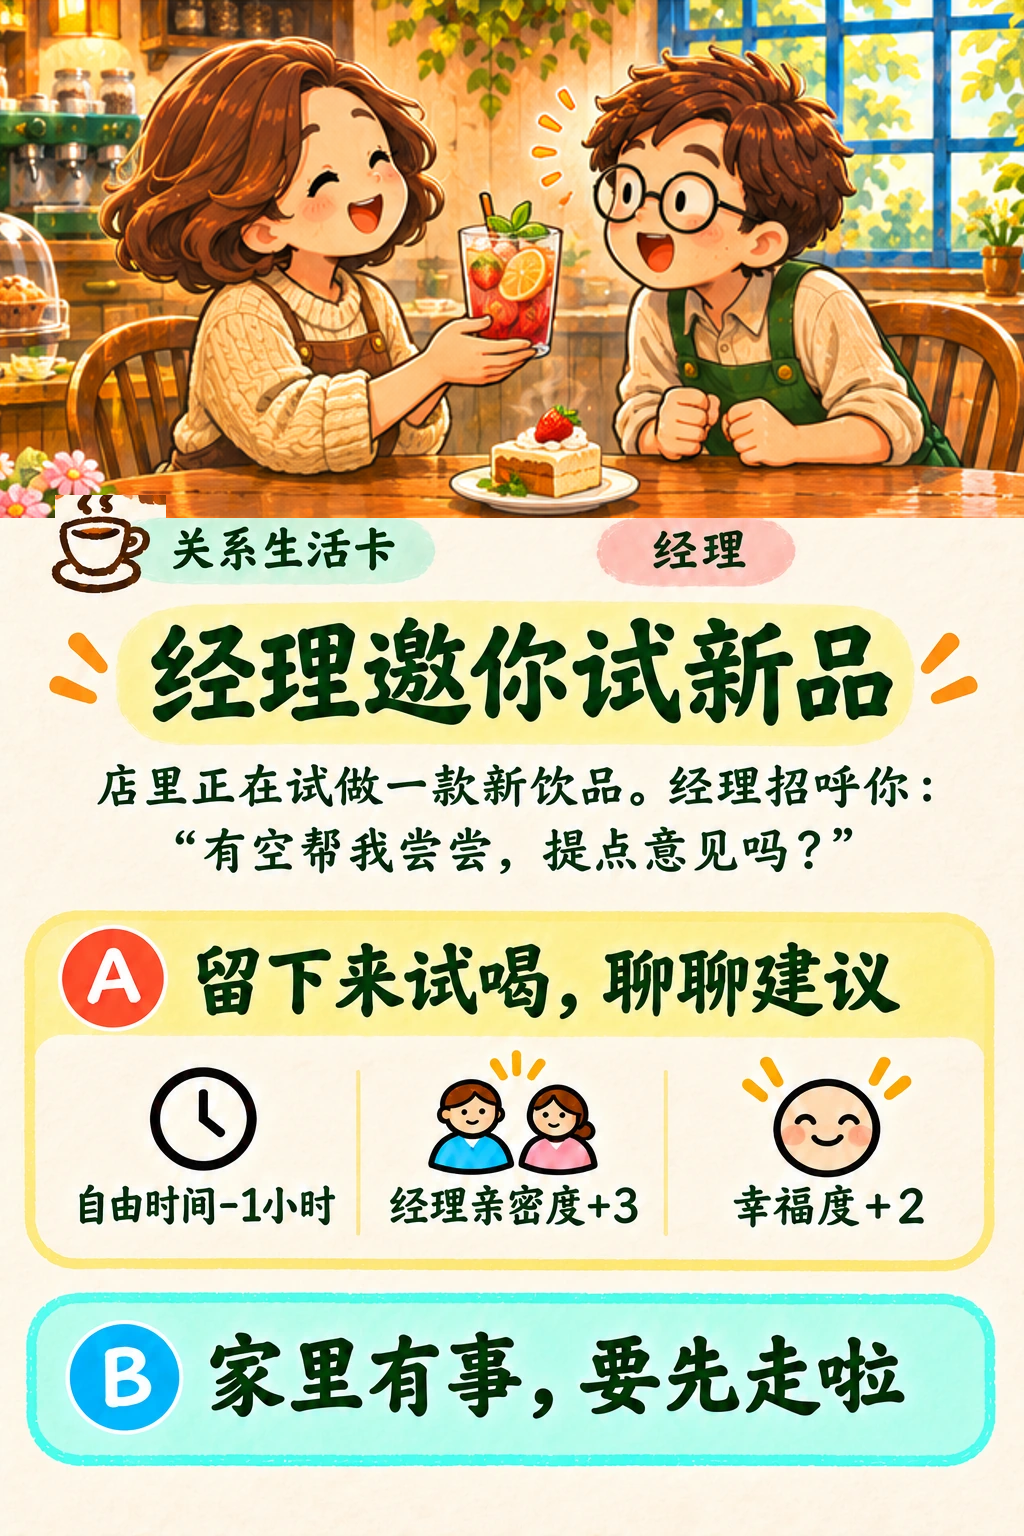 关系生活卡
经理
经理邀你试新品
店里正在试做一款新饮品。经理招呼你：
“有空帮我尝尝，提点意见吗？”
A 留下来试喝，聊聊建议
自由时间-1小时
经理亲密度+3
幸福度+2
B 家里有事，要先走啦